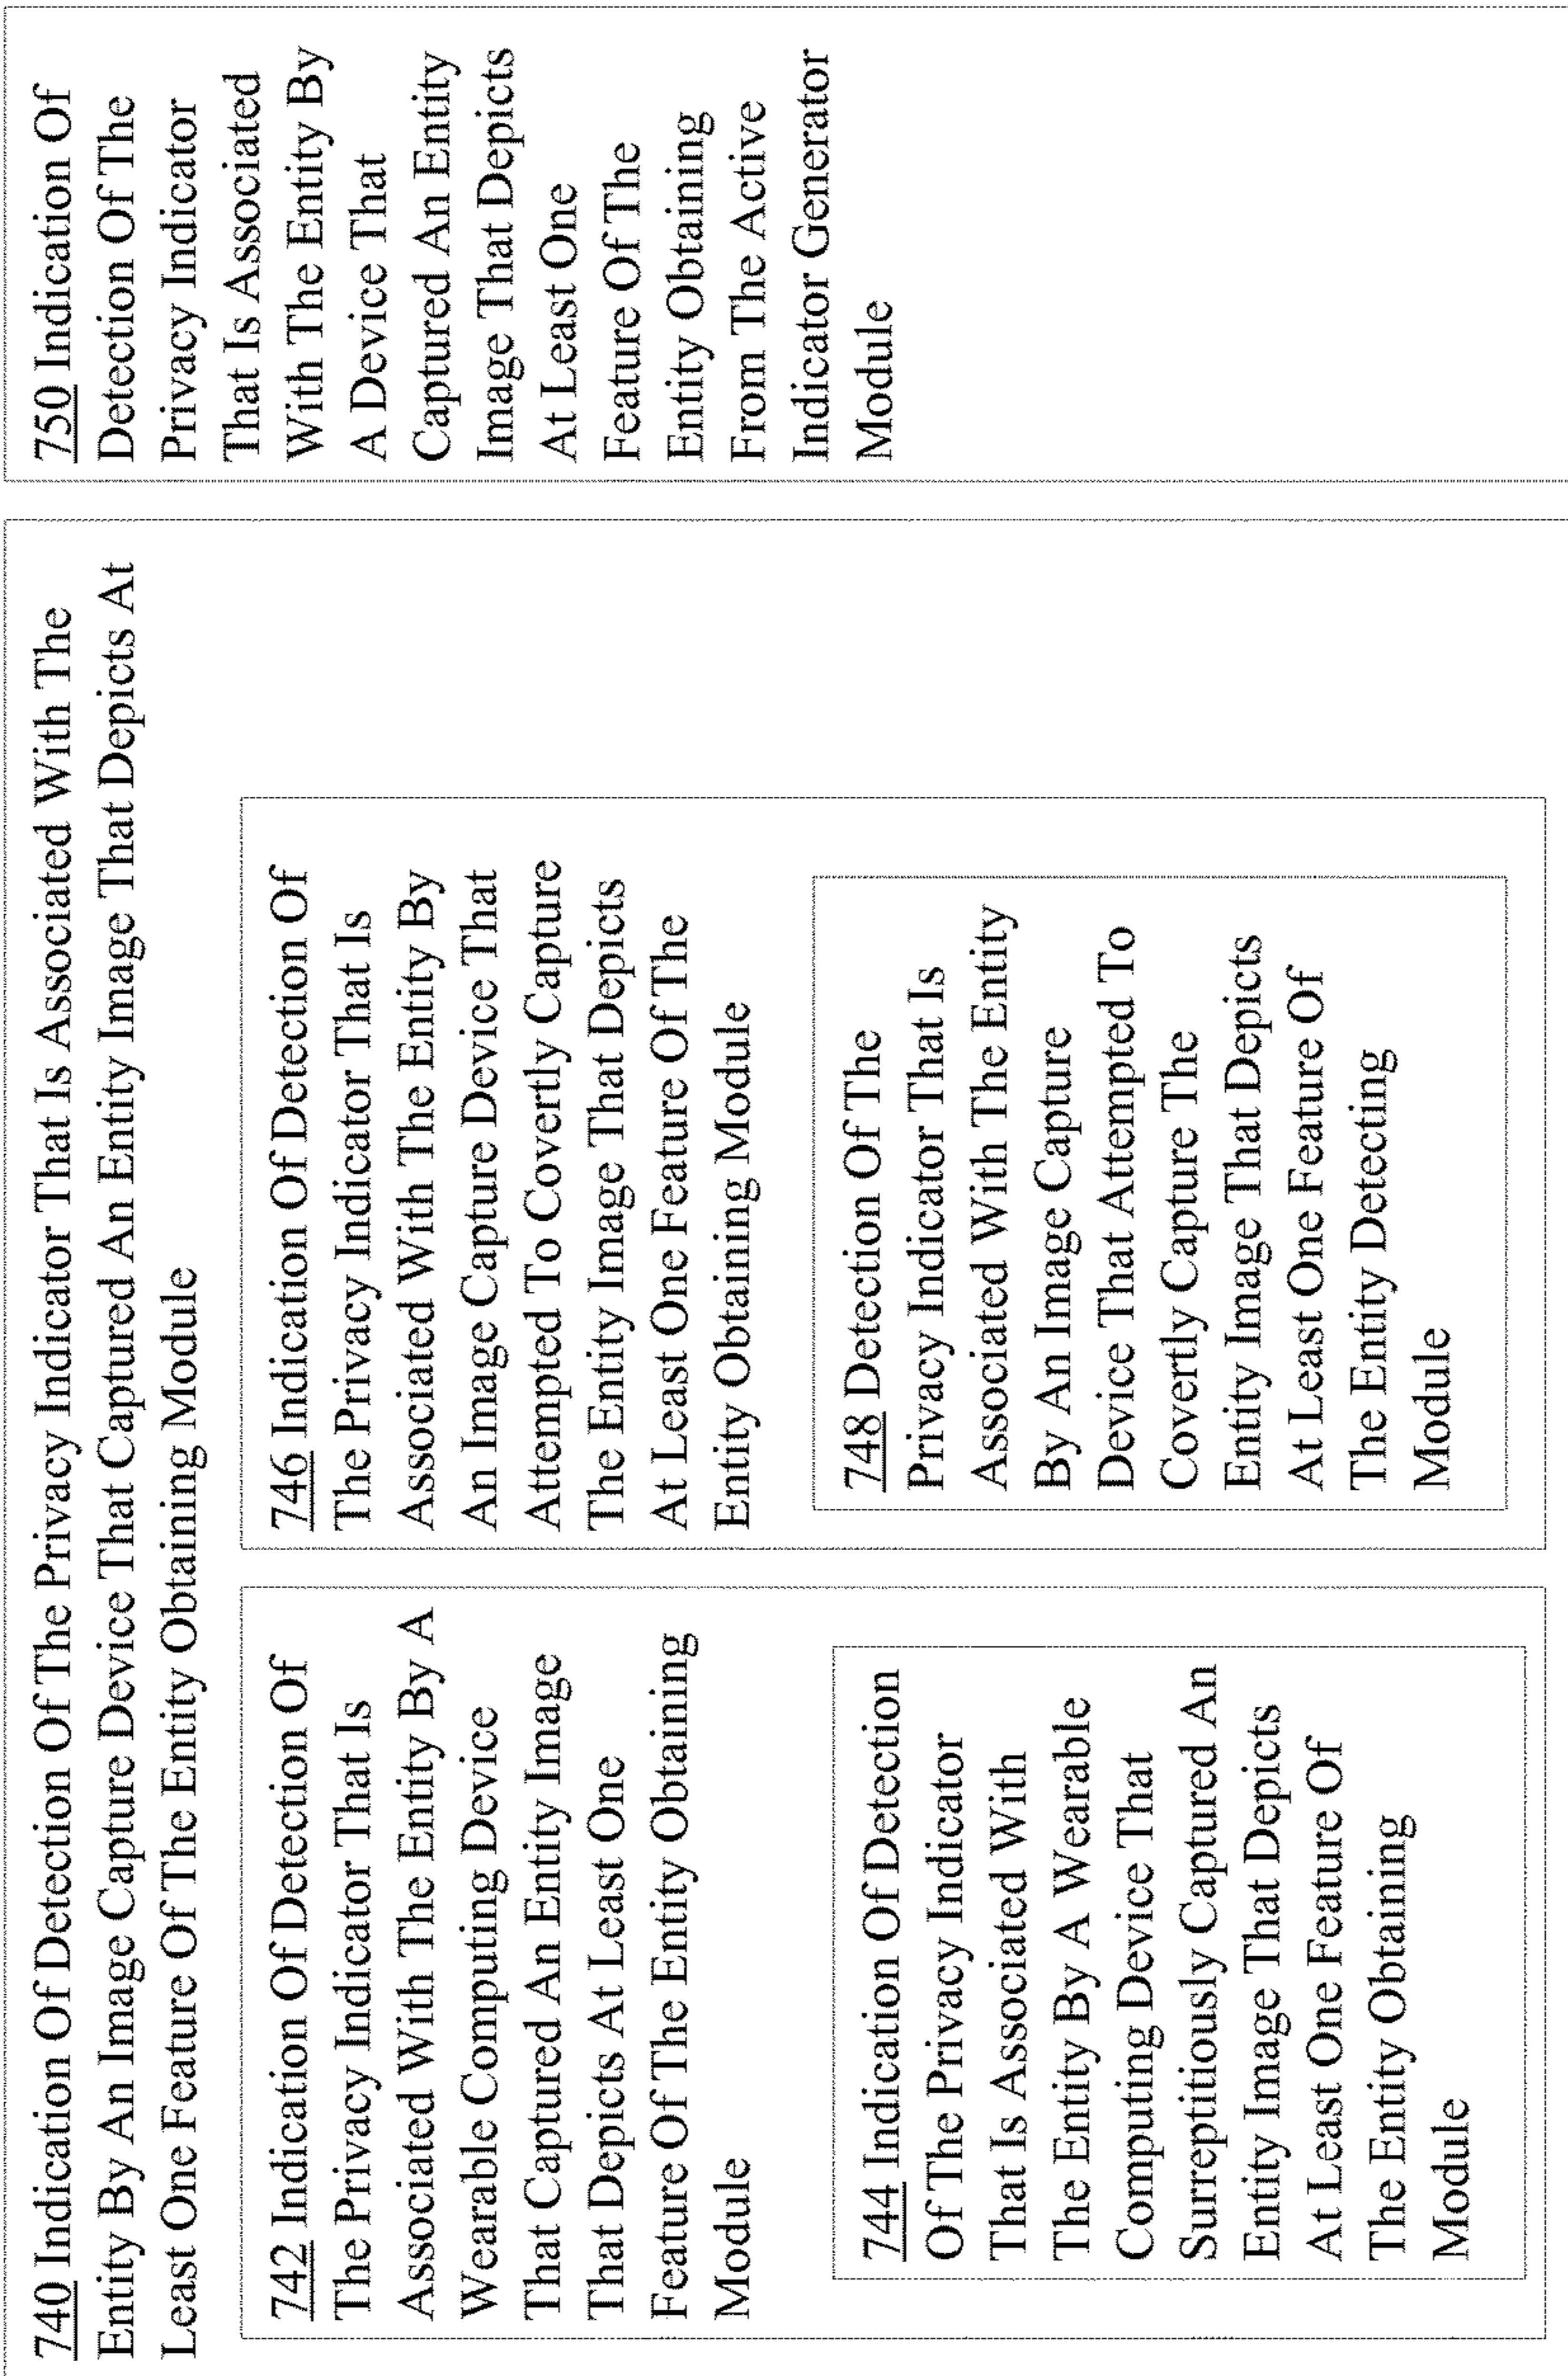 740 Indication Of Detection Of The Privacy Indicator That Is Associated With The
Entity By An Image Capture Device That Captured An Entity Image That Depicts At
Least One Feature Of The Entity Obtaining Module
742 Indication Of Detection Of
The Privacy Indicator That Is
Associated With The Entity By A
Wearable Computing Device
That Captured An Entity Image
That Depicts At Least One
Feature Of The Entity Obtaining
Module
744 Indication Of Detection
Of The Privacy Indicator
That Is Associated With
The Entity By A Wearable
Computing Device That
Surreptitiously Captured An
Entity Image That Depicts
At Least One Feature Of
The Entity Obtaining
Module
746 Indication Of Detection Of
The Privacy Indicator That Is
Associated With The Entity By
An Image Capture Device That
Attempted To Covertly Capture
The Entity Image That Depicts
At Least One Feature Of The
Entity Obtaining Module
748 Detection Of The
Privacy Indicator That Is
Associated With The Entity
By An Image Capture
Device That Attempted To
Covertly Capture The
Entity Image That Depicts
At Least One Feature Of
The Entity Detecting
Module
750 Indication Of
Detection Of The
Privacy Indicator
That Is Associated
With The Entity By
A Device That
Captured An Entity
Image That Depicts
At Least One
Feature Of The
Entity Obtaining
From The Active
Indicator Generator
Module